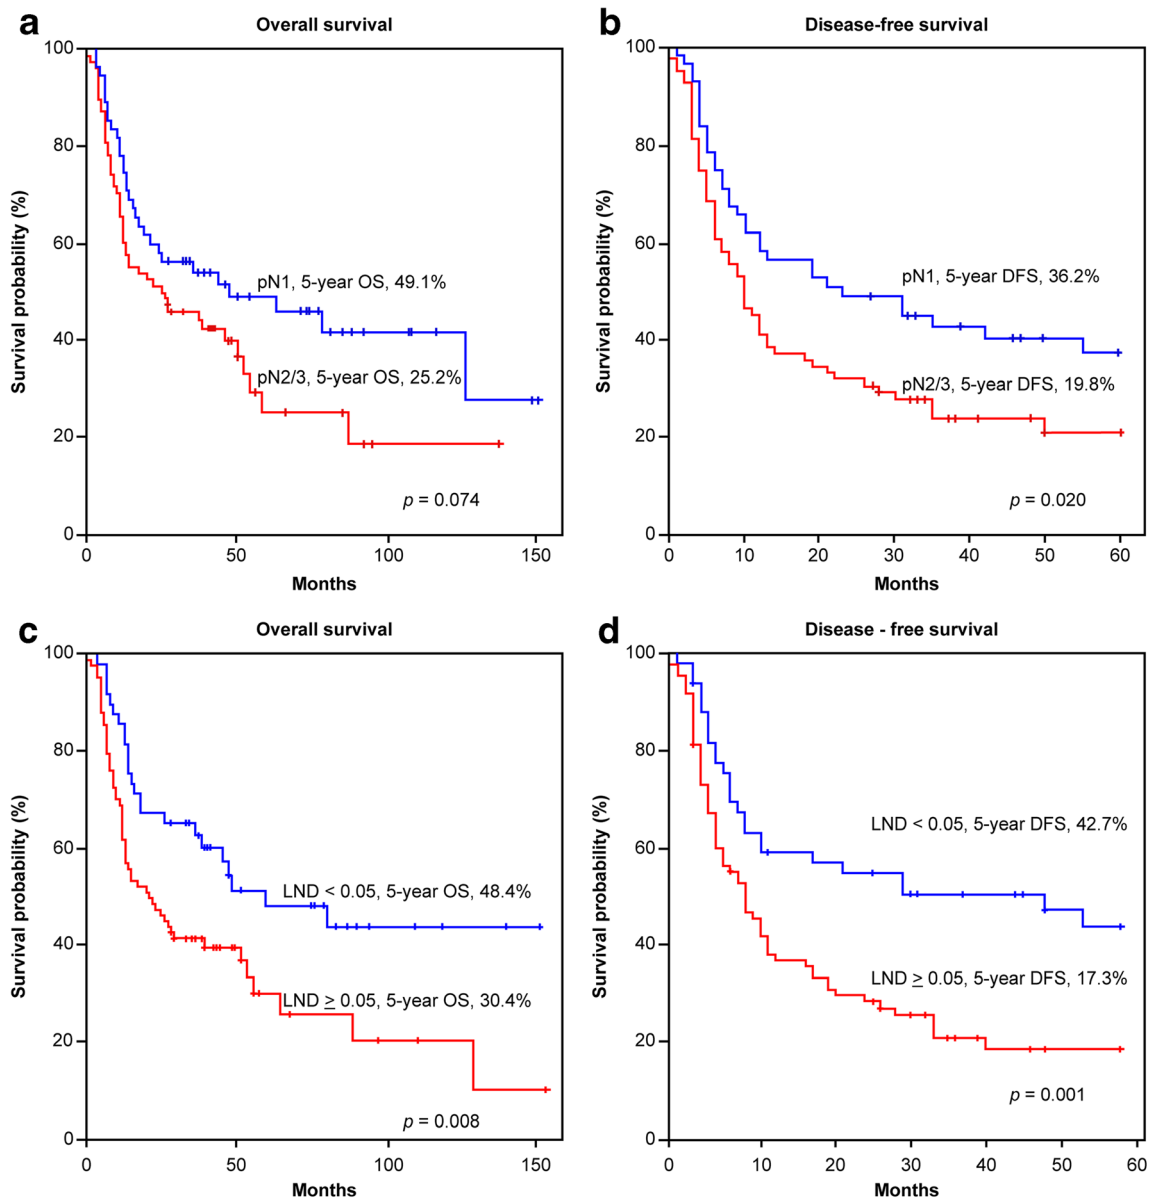 a
Overall survival
100
80
60
40
20
0
Survival probability (%)
pN1, 5-year OS, 49.1%
pN2/3, 5-year OS, 25.2%
p = 0.074
0 50 100 150
Months
b
Disease-free survival
100
80
60
40
20
0
Survival probability (%)
pN1, 5-year DFS, 36.2%
pN2/3, 5-year DFS, 19.8%
p = 0.020
0 10 20 30 40 50 60
Months
c
Overall survival
100
80
60
40
20
0
Survival probability (%)
LND < 0.05, 5-year OS, 48.4%
LND ≥ 0.05, 5-year OS, 30.4%
p = 0.008
0 50 100 150
Months
d
Disease - free survival
100
80
60
40
20
0
Survival probability (%)
LND < 0.05, 5-year DFS, 42.7%
LND ≥ 0.05, 5-year DFS, 17.3%
p = 0.001
0 10 20 30 40 50 60
Months